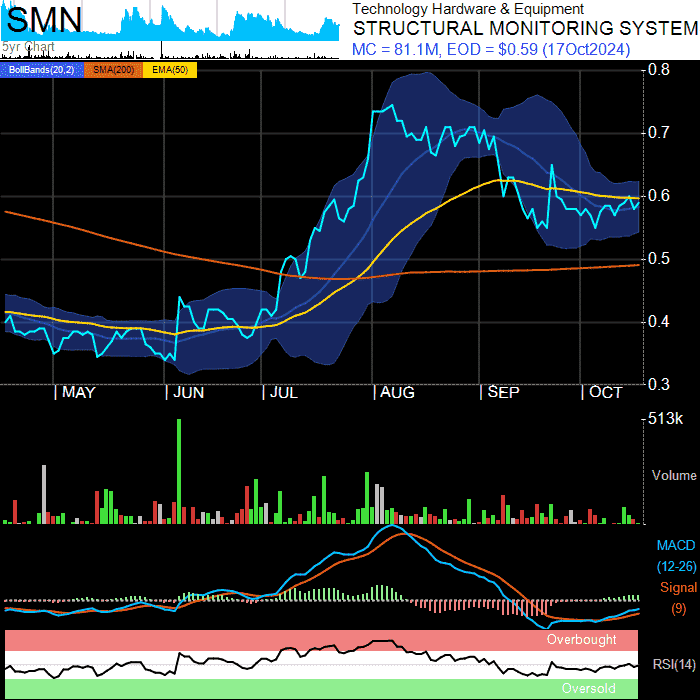 SMN
5yr Chart
Technology Hardware & Equipment
STRUCTURAL MONITORING SYSTEM
MC = 81.1M, EOD = $0.59 (17Oct2024)
BollBands(20,2) SMA(200) EMA(50)
0.8
0.7
0.6
0.5
0.4
0.3
MAY JUN JUL AUG SEP OCT
513k
Volume
MACD
(12-26)
Signal
(9)
Overbought
RSI(14)
Oversold